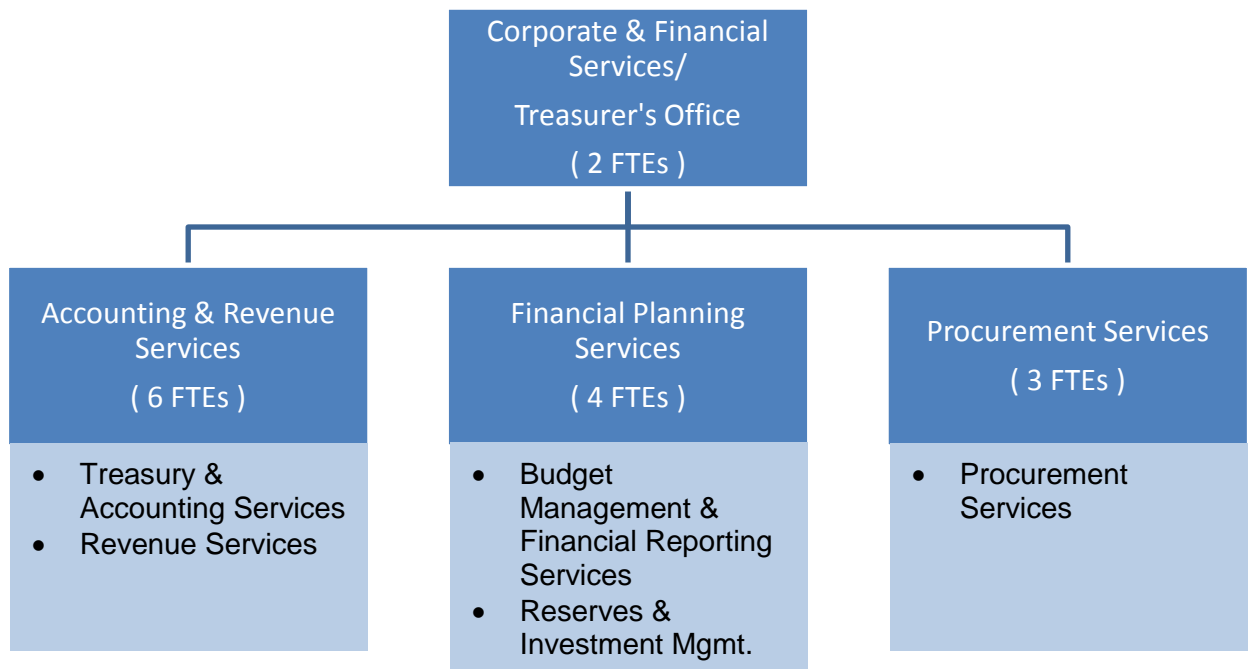 Corporate & Financial
Services/
Treasurer's Office
( 2 FTEs )
Accounting & Revenue
Services
( 6 FTEs )
• Treasury &
Accounting Services
• Revenue Services
Financial Planning
Services
( 4 FTEs )
• Budget
Management &
Financial Reporting
Services
• Reserves &
Investment Mgmt.
Procurement Services
( 3 FTEs )
• Procurement
Services